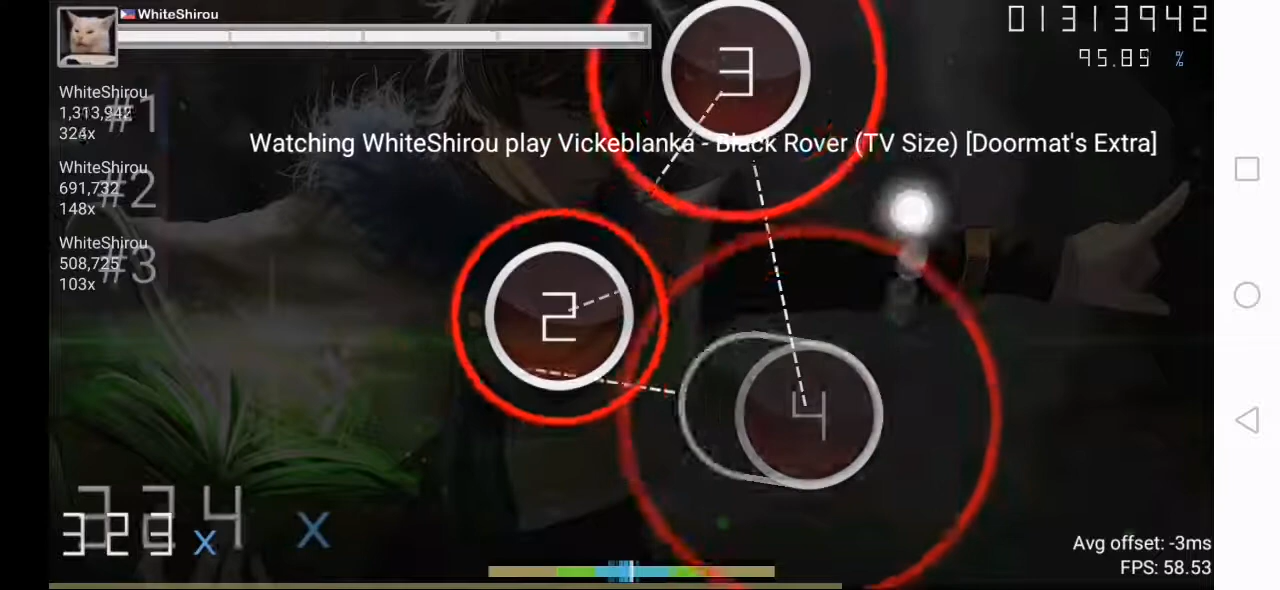 WhiteShirou
01313942
95.85 %
WhiteShirou
1,313,942
324x
#1
WhiteShirou
691,732
148x
#2
WhiteShirou
508,725
103x
#3
Watching WhiteShirou play Vickeblanka - Black Rover (TV Size) [Doormat's Extra]
3
2
4
323x
Avg offset: -3ms
FPS: 58.53